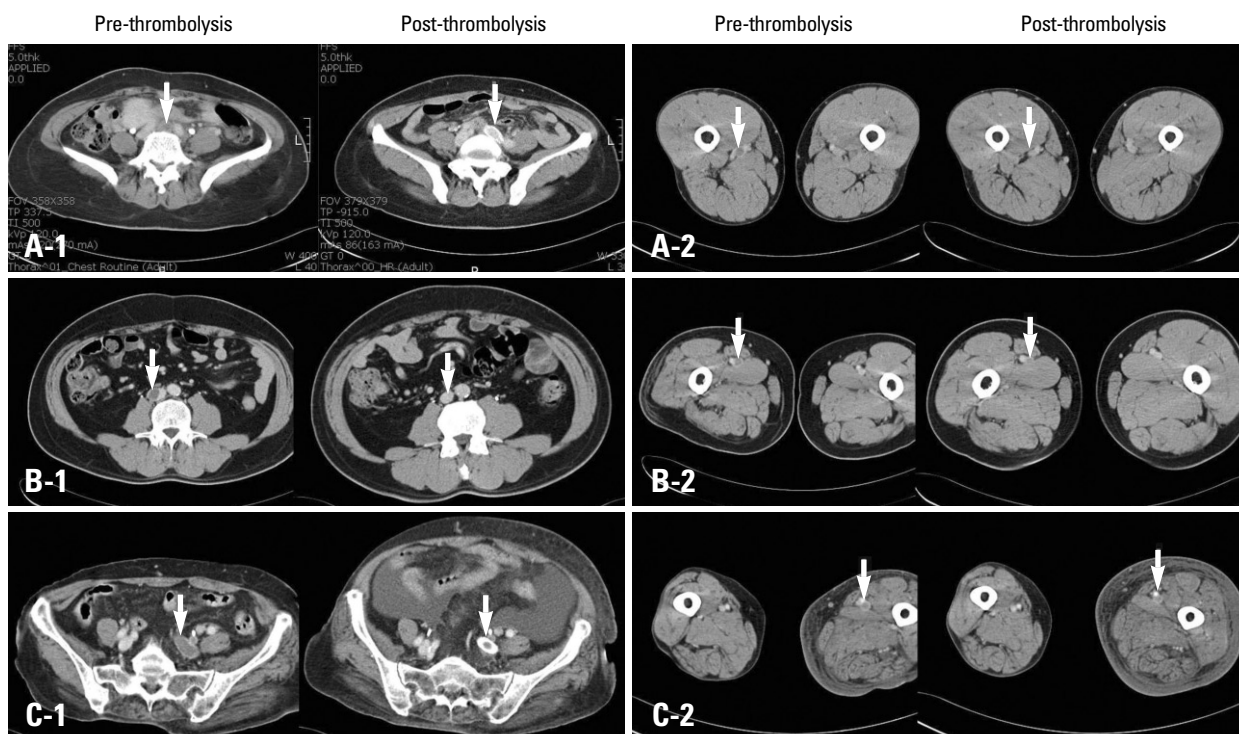 Pre-thrombolysis
Post-thrombolysis
Pre-thrombolysis
Post-thrombolysis
FFS
5.0thk
APPLIED
0.0
L
FOV 358X358
TP 337.5
TI 500
kVp 120.0
W 400
L 40
Thorax^01_Chest Routine (Adult)
A-1
FFS
5.0thk
APPLIED
0.0
L
FOV 379X379
TP -915.0
TI 500
kVp 120.0
mAs 86(163 mA)
GT 0
Thorax^00_HR (Adult)
A-2
B-1
B-2
C-1
C-2